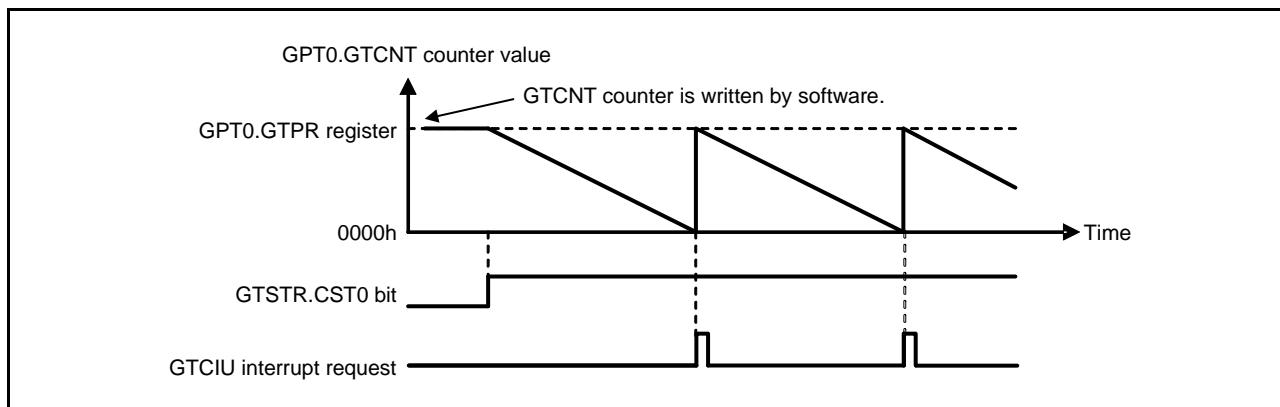 GPT0.GTCNT counter value
GTCNT counter is written by software.
GPT0.GTPR register
0000h
Time
GTSTR.CST0 bit
GTCIU interrupt request